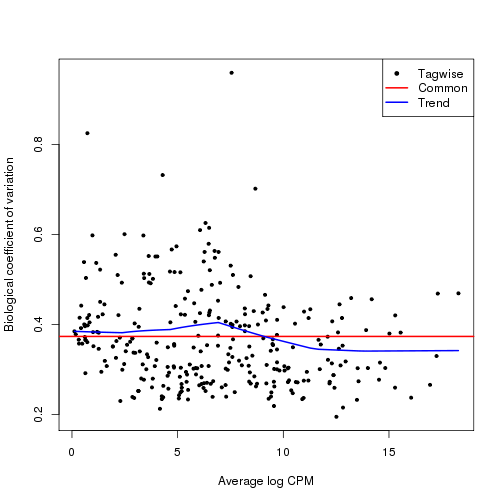 Tagwise
Common
Trend
0.8
0.6
0.4
0.2
Biological coefficient of variation
0
5
10
15
Average log CPM